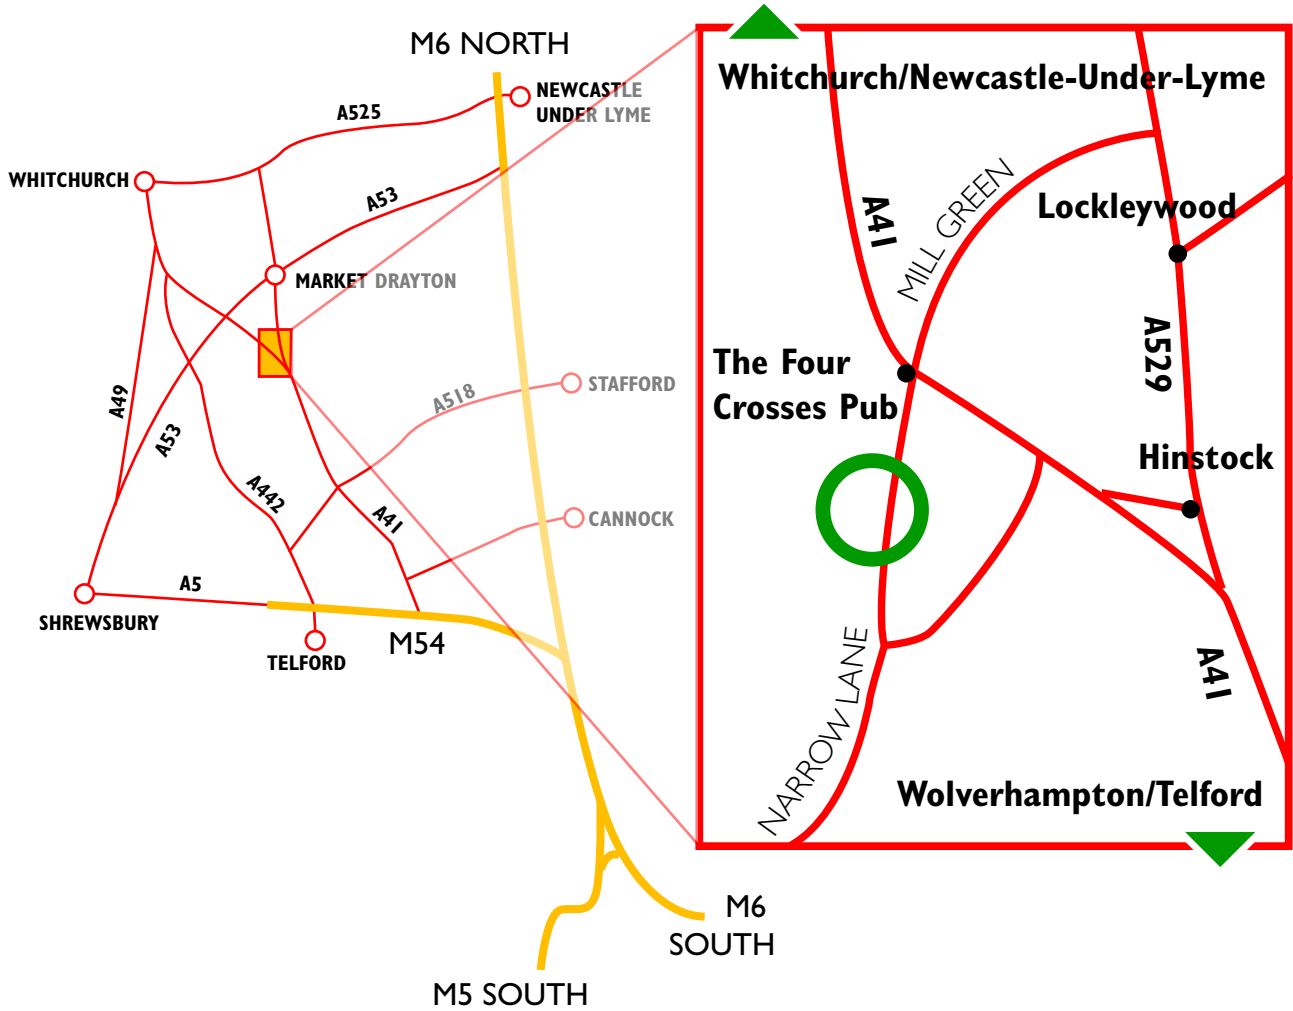 M6 NORTH
NEWCASTLE
UNDER LYME
A525
WHITCHURCH
A53
MARKET DRAYTON
A49
A53
A518
STAFFORD
A442
A41
CANNOCK
A5
SHREWSBURY
TELFORD
M54
M6
SOUTH
M5 SOUTH
Whitchurch/Newcastle-Under-Lyme
A41
MILL GREEN
Lockleywood
The Four
Crosses Pub
A529
Hinstock
NARROW LANE
A41
Wolverhampton/Telford